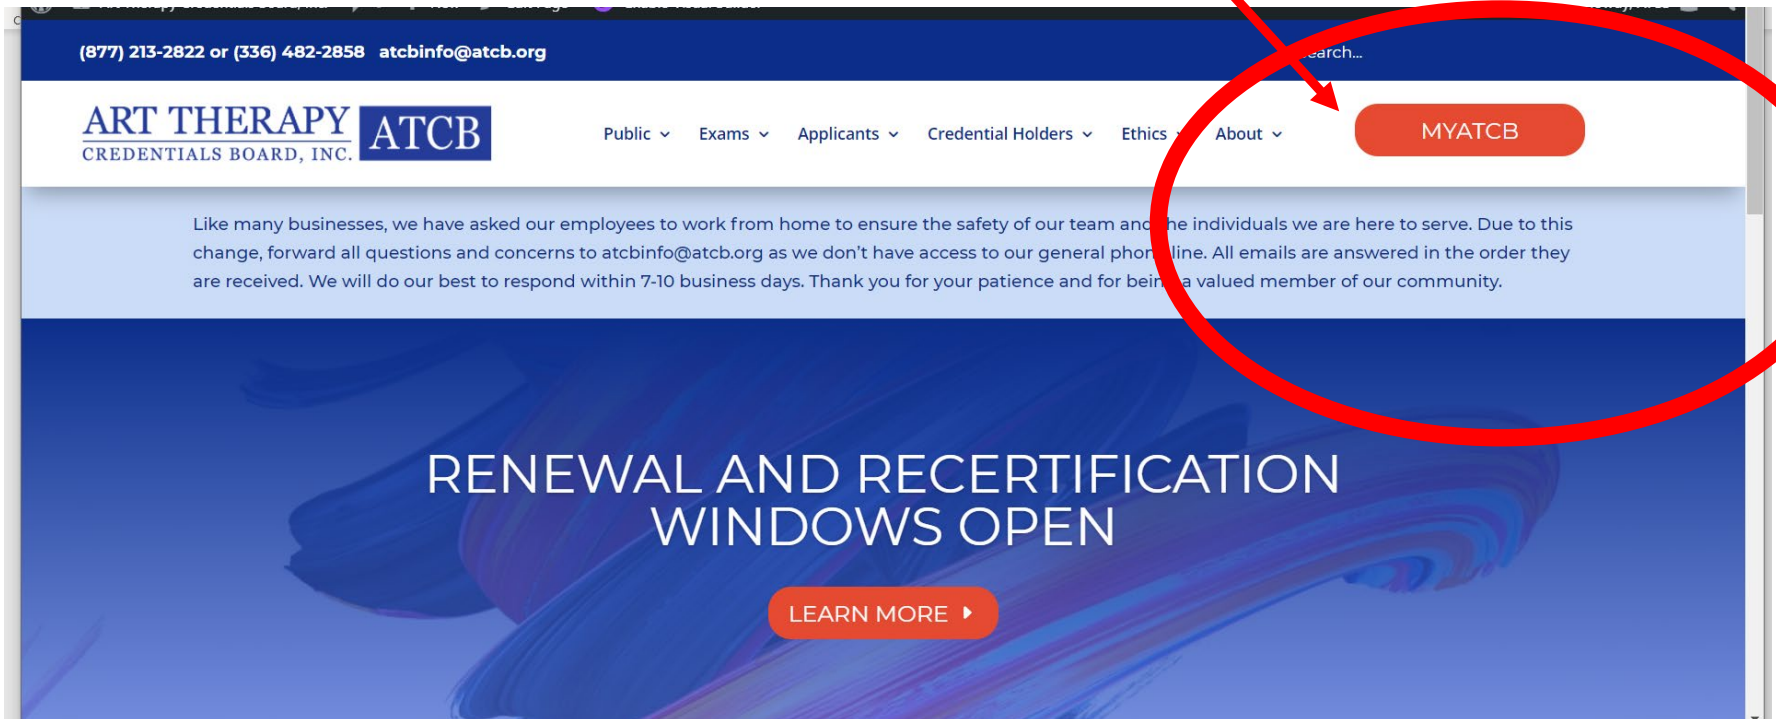 (877) 213-2822 or (336) 482-2858 atcbinfo@atcb.org
ART THERAPY
CREDENTIALS BOARD, INC.
ATCB
Public Exams Applicants Credential Holders Ethics About
MYATCB
Like many businesses, we have asked our employees to work from home to ensure the safety of our team and the individuals we are here to serve. Due to this
change, forward all questions and concerns to atcbinfo@atcb.org as we don't have access to our general phone line. All emails are answered in the order they
are received. We will do our best to respond within 7-10 business days. Thank you for your patience and for being a valued member of our community.
RENEWAL AND RECERTIFICATION
WINDOWS OPEN
LEARN MORE